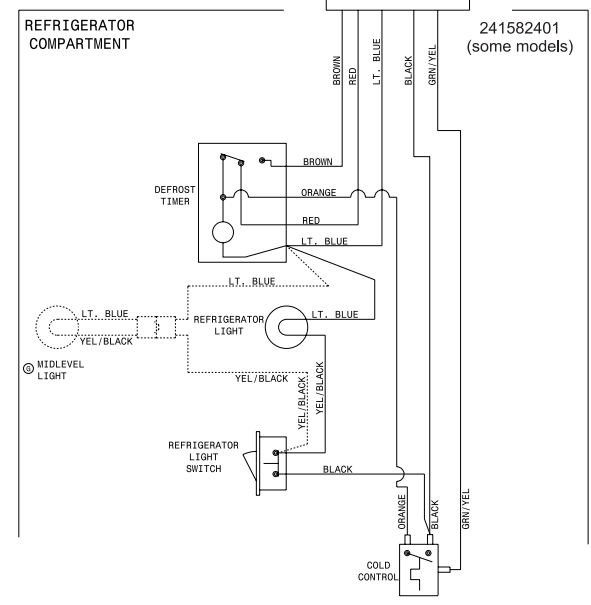 REFRIGERATOR
COMPARTMENT
241582401
(some models)
BROWN
RED
LT. BLUE
BLACK
GRN/YEL
BROWN
DEFROST
TIMER
ORANGE
RED
LT. BLUE
LT. BLUE
LT. BLUE
REFRIGERATOR
LIGHT
LT. BLUE
YEL/BLACK
G MIDLEVEL
LIGHT
YEL/BLACK
YEL/BLACK
YEL/BLACK
REFRIGERATOR
LIGHT
SWITCH
BLACK
ORANGE
BLACK
GRN/YEL
COLD
CONTROL